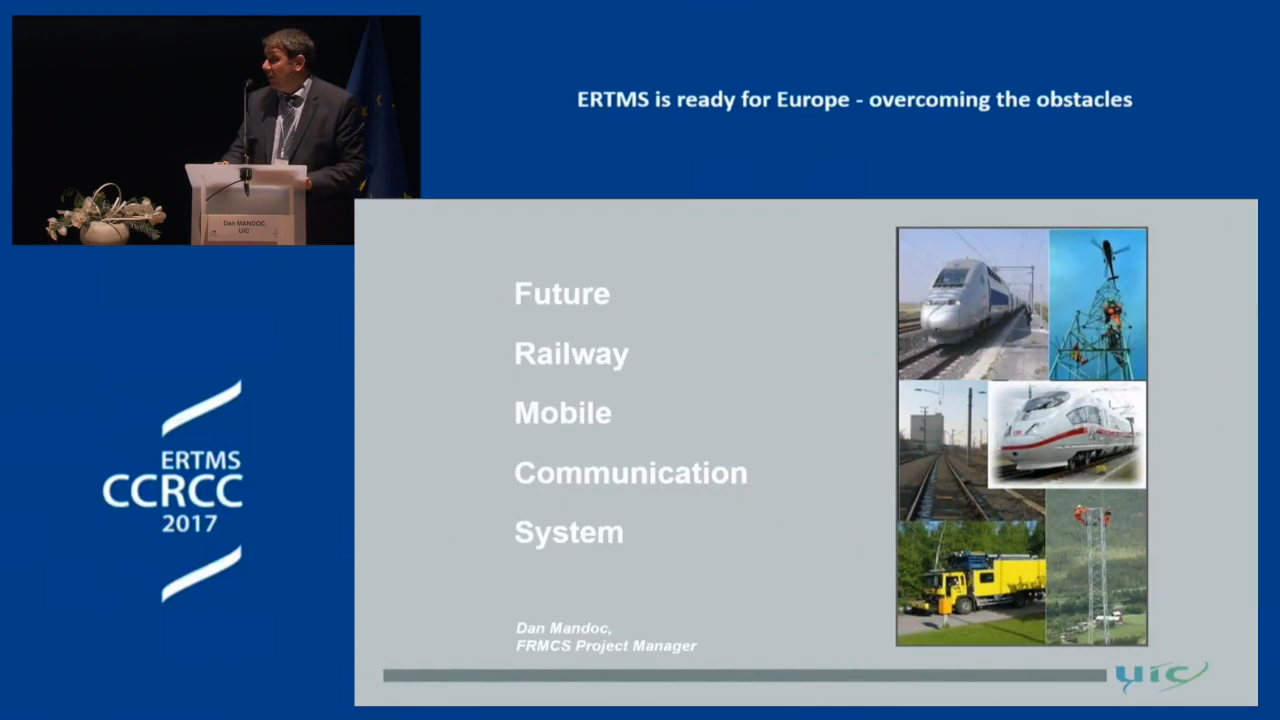 ERTMS is ready for Europe - overcoming the obstacles
Dan MANDOC
UIC
Future
Railway
Mobile
Communication
System
ERTMS
CCRCC
2017
Dan Mandoc,
FRMCS Project Manager
uic